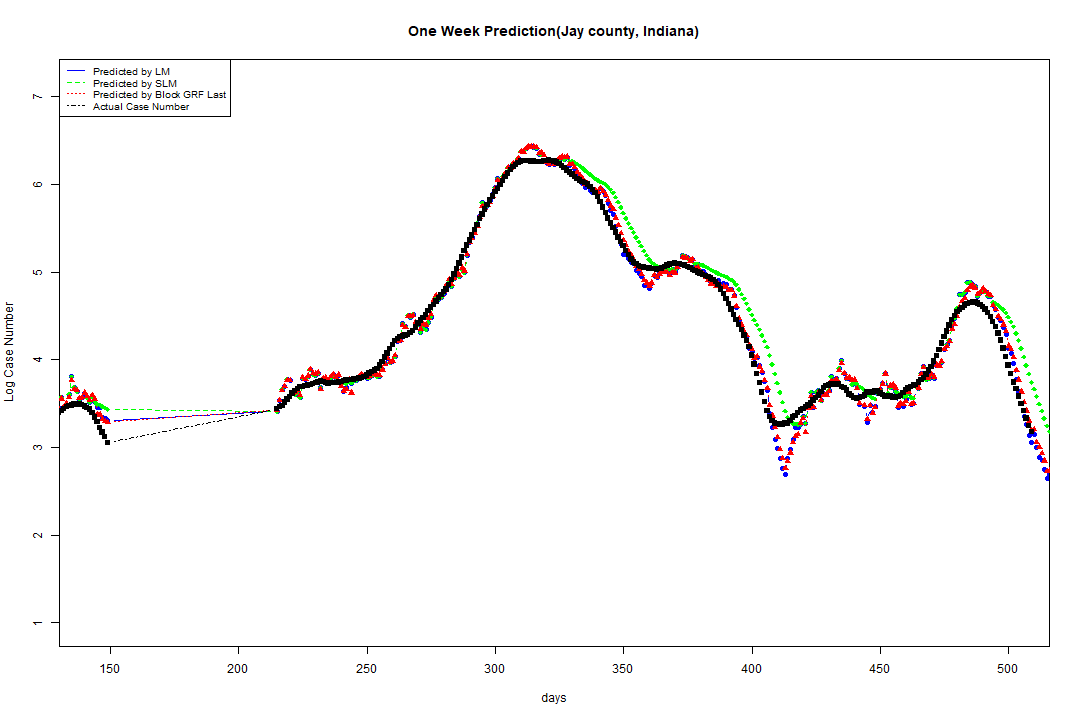 One Week Prediction(Jay county, Indiana)
Predicted by LM
Predicted by SLM
Predicted by Block GRF Last
Actual Case Number
7
6
5
4
3
2
1
Log Case Number
150 200 250 300 350 400 450 500
days